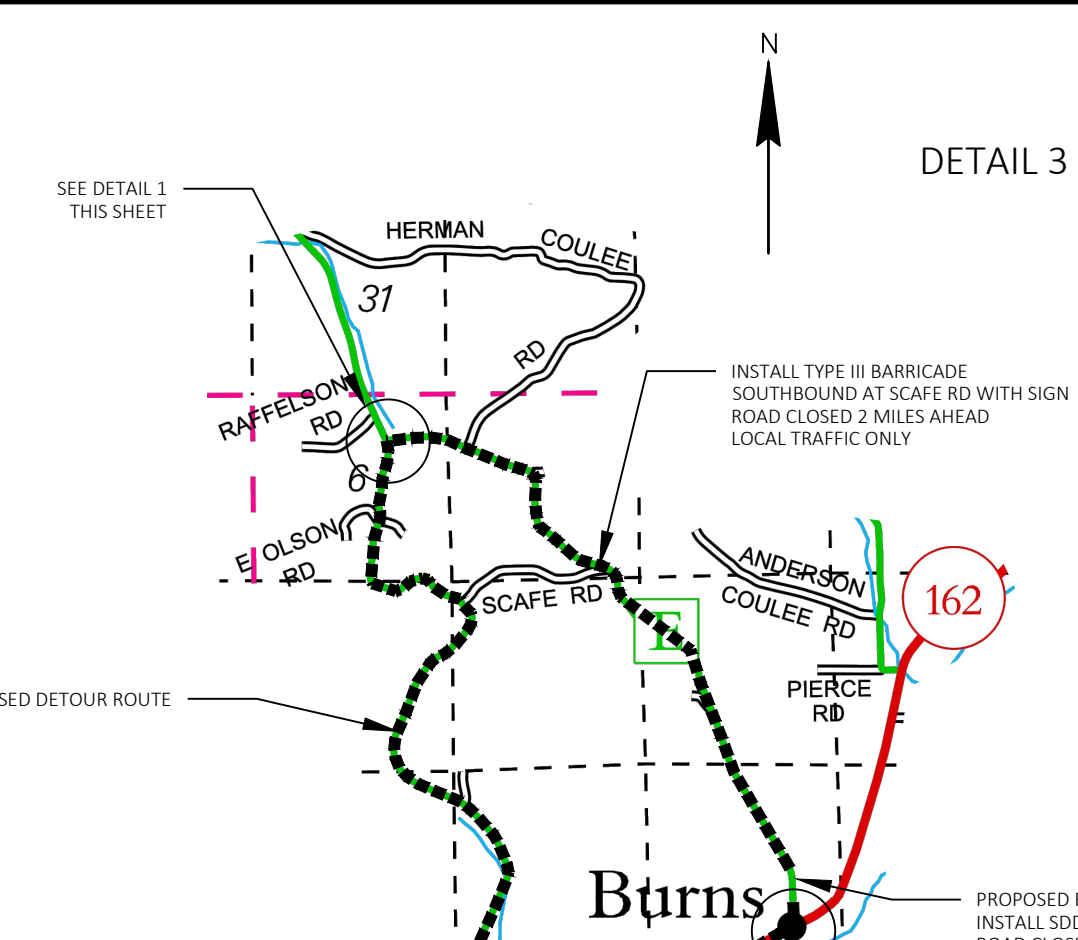 N
DETAIL 3
SEE DETAIL 1
THIS SHEET
HERMAN COULEE RD
31
RAFFELSON
RD
6
INSTALL TYPE III BARRICADE
SOUTHBOUND AT SCAFE RD WITH SIGN
ROAD CLOSED 2 MILES AHEAD
LOCAL TRAFFIC ONLY
E OLSON
RD
SCAFE RD
E
ANDERSON
COULEE RD
162
PIERCE
RD
SED DETOUR ROUTE
Burns
PROPOSED
INSTALL
ROAD